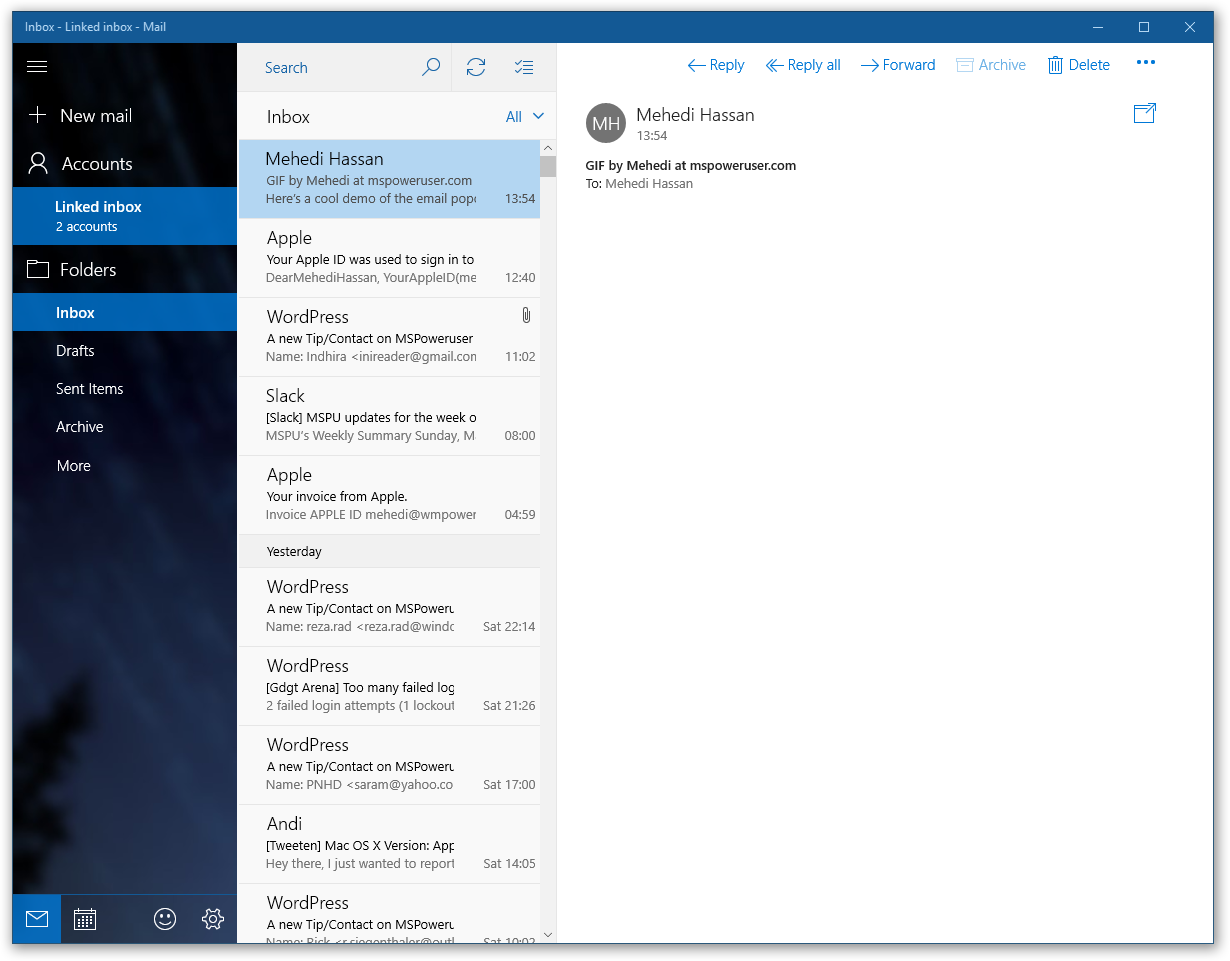 Inbox - Linked inbox - Mail
New mail
Accounts
Linked inbox
2 accounts
Folders
Inbox
Drafts
Sent Items
Archive
More
Search
Inbox
All
Mehedi Hassan
GIF by Mehedi at mspoweruser.com
Here's a cool demo of the email
13:54
Apple
Your Apple ID was used to sign in to
DearMehediHassan, YourAppleID(me
12:40
WordPress
A new Tip/Contact on MSPoweruser
Name: Indhira <inireader@gmail.con
11:02
Slack
[Slack] MSPU updates for the week o
MSPU's Weekly Summary Sunday, M
08:00
Apple
Your invoice from Apple.
Invoice APPLE ID mehedi@wmpower
04:59
Yesterday
WordPress
A new Tip/Contact on MSPoweru
Name: reza.rad <reza.rad@windo
Sat 22:14
WordPress
[Gdgt Arena] Too many failed log
2 failed login attempts (1 lockout
Sat 21:26
WordPress
A new Tip/Contact on MSPoweru
Name: PNHD <saram@yahoo.co
Sat 17:00
Andi
[Tweeten] Mac OS X Version: App
Hey there, I just wanted to report
Sat 14:05
WordPress
A new Tip/Contact on MSPoweru
Name: Rick <r.siegenthaler@outl
Sat 10:02
Reply
Reply all
Forward
Archive
Delete
MH
Mehedi Hassan
13:54
GIF by Mehedi at mspoweruser.com
To: Mehedi Hassan